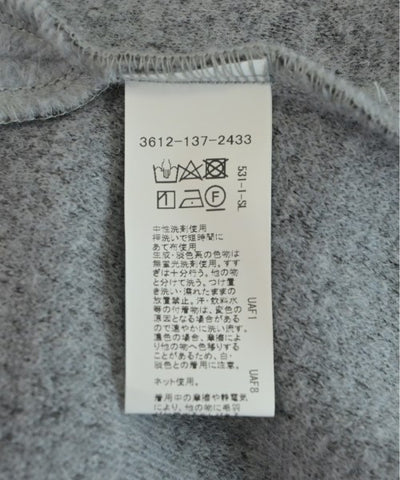 3612-137-2433
531-I-SL
F
中性洗剤使用
押洗いで短時間に
あて布使用
生成・淡色系の色物は
無蛍光洗剤使用。すす
ぎは十分行う。他の物
と分けて洗う。つけ置
き洗い・濡れたままの
放置禁止。汗・飲料水
等の付着物は、変色の
原因となる場合がある
ので速やかに洗い流す。
濃色の場合、摩擦によ
り他の物へ色移りする
ことがあるため、白・
淡色との着用に注意。
UAF1
ネット使用。
UAF8
着用中の摩擦や静電気
により、他の物に毛羽